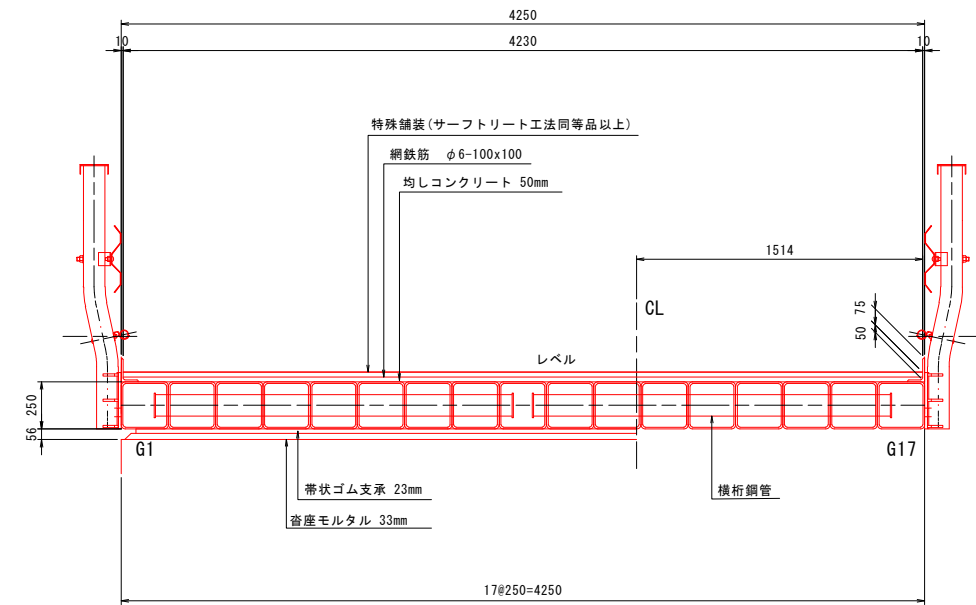 4250
10
4230
10
特殊舗装(サーフトリート工法同等品以上)
網鉄筋　φ6-100x100
均しコンクリート 50mm
1514
CL
75
50
レベル
250
56
G1
G17
帯状ゴム支承 23mm
横桁鋼管
沓座モルタル 33mm
17@250=4250